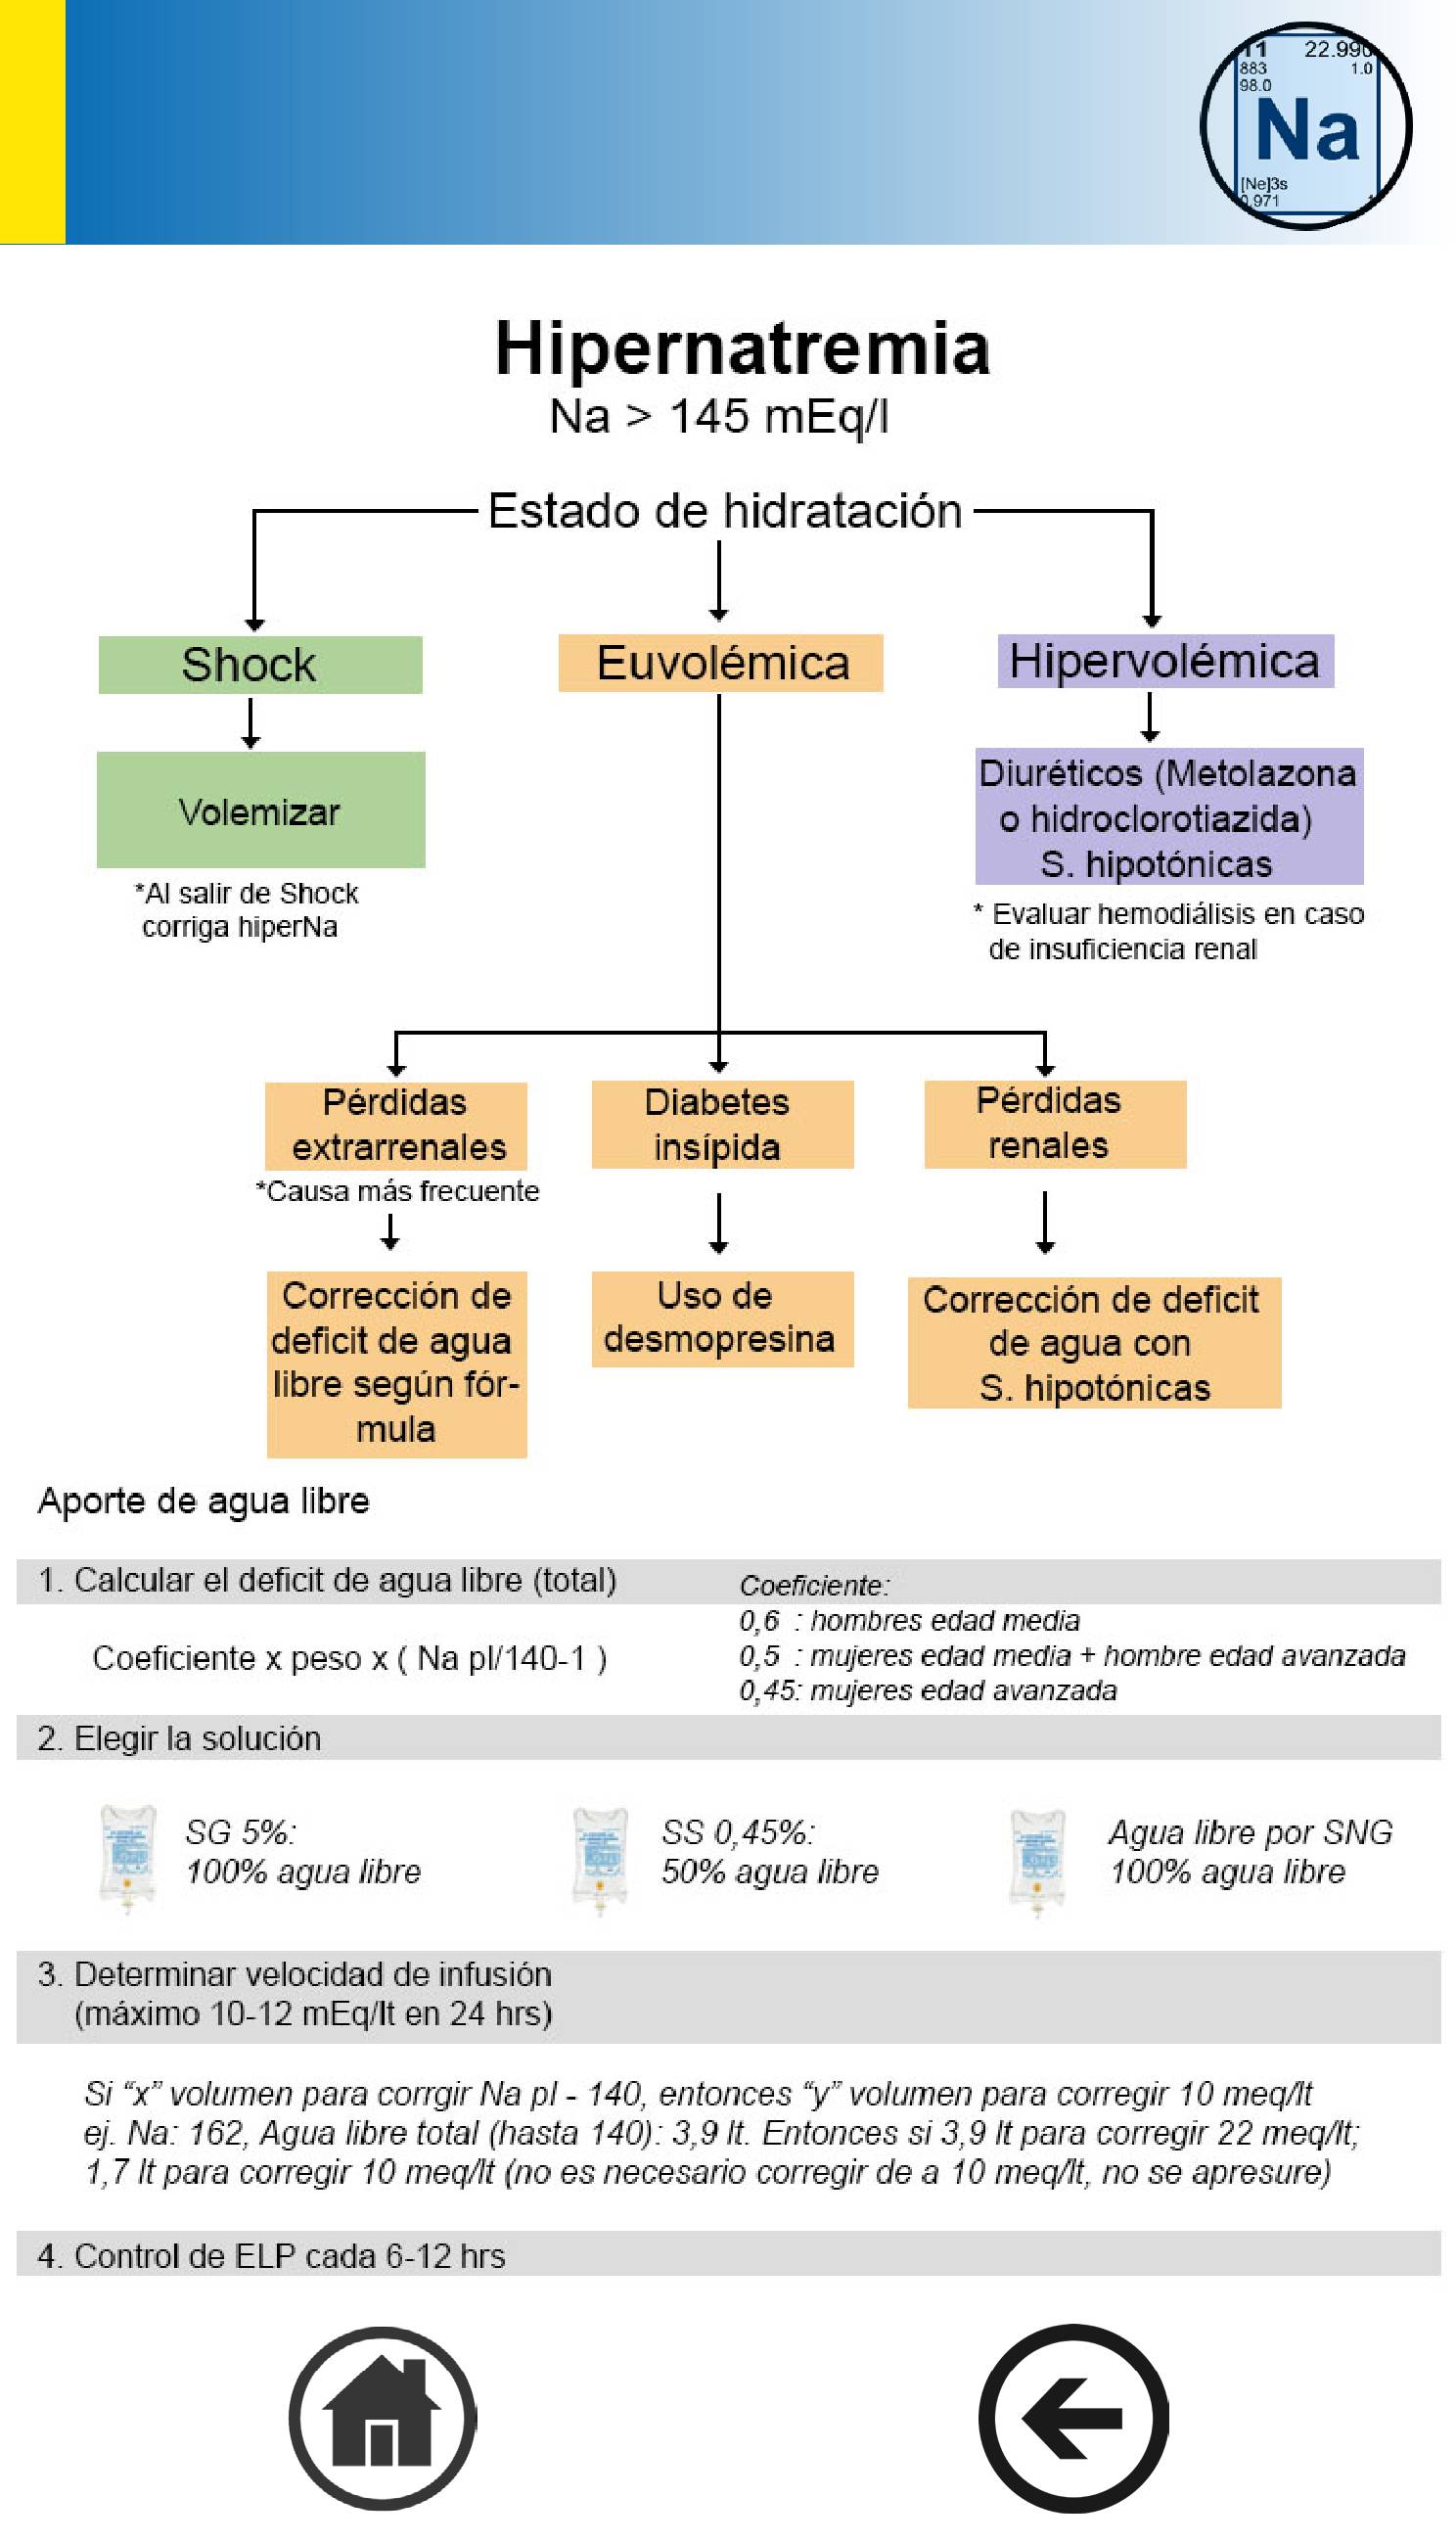 11 22.990
883 1.0
98.0
Na
[Ne]3s
0,971
Hipernatremia
Na > 145 mEq/l
Estado de hidratación
Shock
Euvolémica
Hipervolémica
Volemizar
*Al salir de Shock
corriga hiperNa
Diuréticos (Metolazona
o hidroclorotiazida)
S. hipotónicas
* Evaluar hemodiálisis en caso
de insuficiencia renal
Pérdidas
extrarrenales
*Causa más frecuente
Diabetes
insípida
Pérdidas
renales
Corrección de
deficit de agua
libre según fór-
mula
Uso de
desmopresina
Corrección de deficit
de agua con
S. hipotónicas
Aporte de agua libre
1. Calcular el deficit de agua libre (total)
Coeficiente x peso x ( Na pl/140-1 )
Coeficiente:
0,6 : hombres edad media
0,5 : mujeres edad media + hombre edad avanzada
0,45: mujeres edad avanzada
2. Elegir la solución
SG 5%:
100% agua libre
SS 0,45%:
50% agua libre
Agua libre por SNG
100% agua libre
3. Determinar velocidad de infusión
(máximo 10-12 mEq/lt en 24 hrs)
Si “x” volumen para corrgir Na pl - 140, entonces “y” volumen para corregir 10 meq/lt
ej. Na: 162, Agua libre total (hasta 140): 3,9 lt. Entonces si 3,9 lt para corregir 22 meq/lt;
1,7 lt para corregir 10 meq/lt (no es necesario corregir de a 10 meq/lt, no se apresure)
4. Control de ELP cada 6-12 hrs